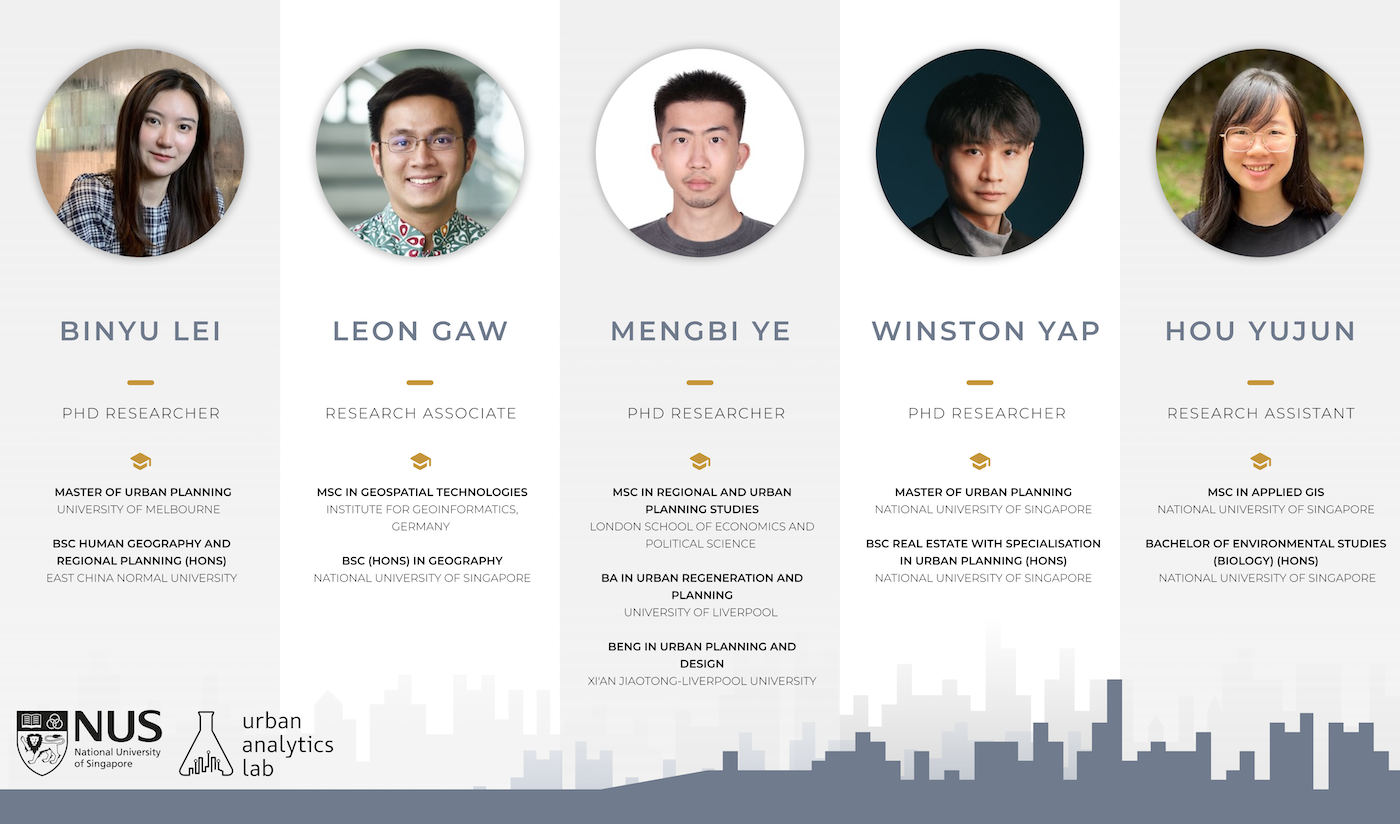 BINYU LEI
PHD RESEARCHER
MASTER OF URBAN PLANNING
UNIVERSITY OF MELBOURNE
BSC HUMAN GEOGRAPHY AND
REGIONAL PLANNING (HONS)
EAST CHINA NORMAL UNIVERSITY
LEON GAW
RESEARCH ASSOCIATE
MSC IN GEOSPATIAL TECHNOLOGIES
INSTITUTE FOR GEOINFORMATICS,
GERMANY
BSC (HONS) IN GEOGRAPHY
NATIONAL UNIVERSITY OF SINGAPORE
MENGBI YE
PHD RESEARCHER
MSC IN REGIONAL AND URBAN
PLANNING STUDIES
LONDON SCHOOL OF ECONOMICS AND
POLITICAL SCIENCE
BA IN URBAN REGENERATION AND
PLANNING
UNIVERSITY OF LIVERPOOL
BENG IN URBAN PLANNING AND
DESIGN
XI'AN JIAOTONG-LIVERPOOL UNIVERSITY
WINSTON YAP
PHD RESEARCHER
MASTER OF URBAN PLANNING
NATIONAL UNIVERSITY OF SINGAPORE
BSC REAL ESTATE WITH SPECIALISATION
IN URBAN PLANNING (HONS)
NATIONAL UNIVERSITY OF SINGAPORE
HOU YUJUN
RESEARCH ASSISTANT
MSC IN APPLIED GIS
NATIONAL UNIVERSITY OF SINGAPORE
BACHELOR OF ENVIRONMENTAL STUDIES
(BIOLOGY) (HONS)
NATIONAL UNIVERSITY OF SINGAPORE
NUS
National University
of Singapore
urban
analytics
lab